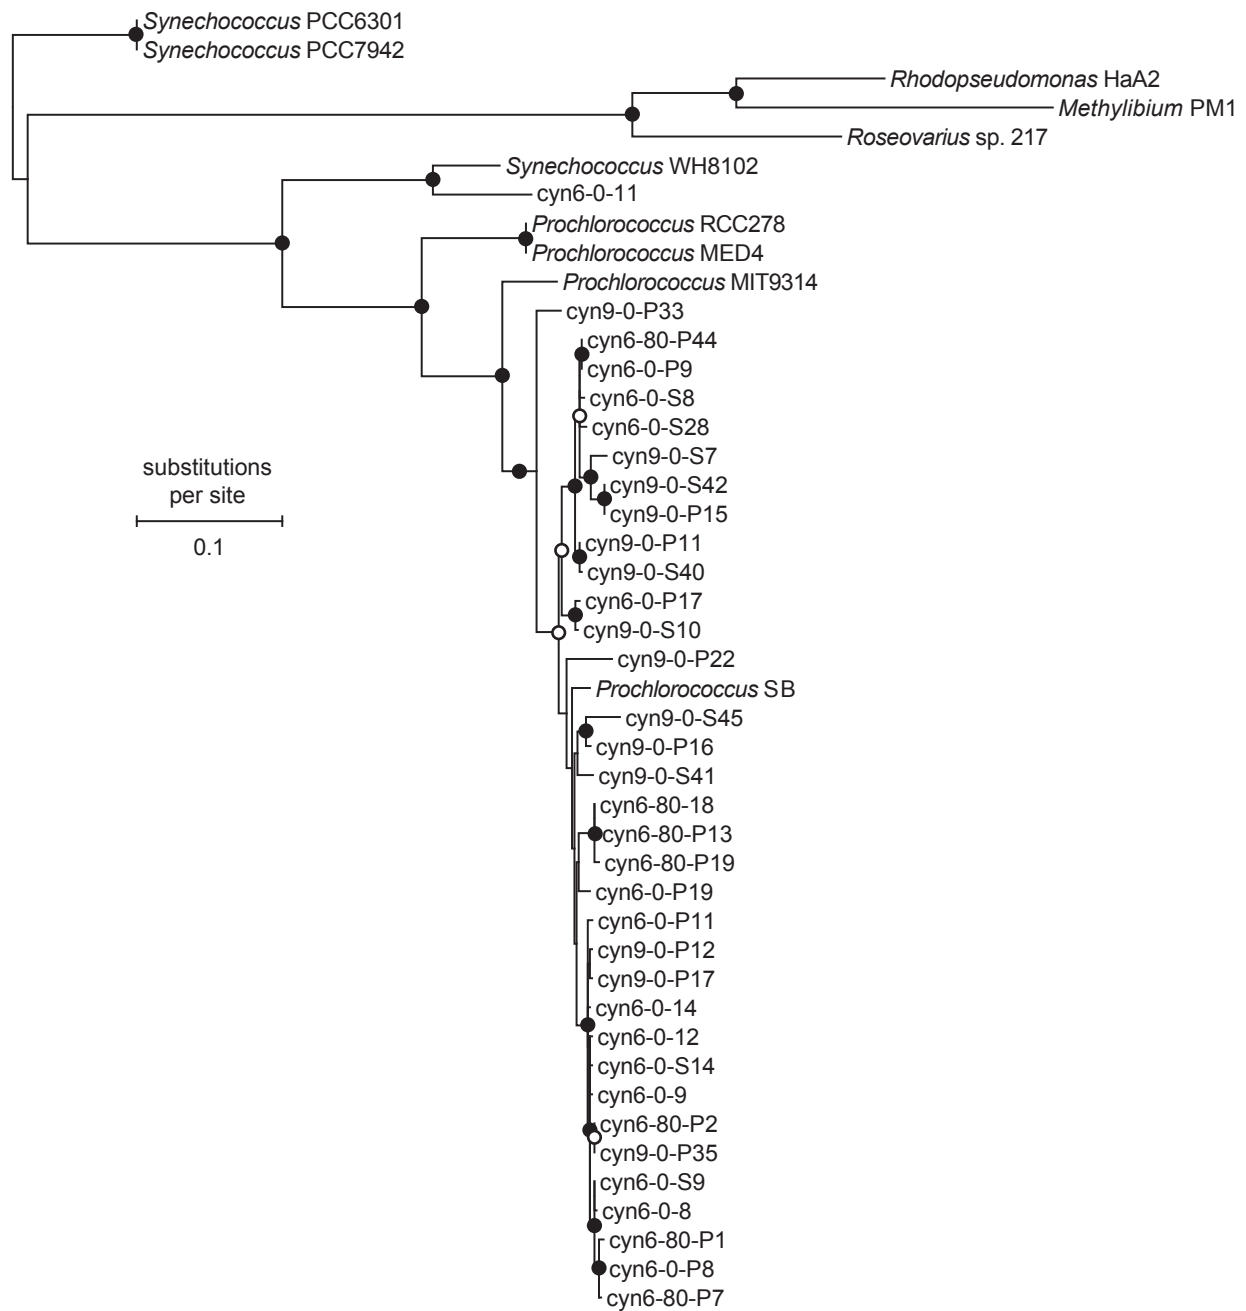 Synechococcus PCC6301
Synechococcus PCC7942
Rhodopseudomonas HaA2
Methylibium PM1
Roseovarius sp. 217
Synechococcus WH8102
cyn6-0-11
Prochlorococcus RCC278
Prochlorococcus MED4
Prochlorococcus MIT9314
cyn9-0-P33
cyn6-80-P44
cyn6-0-P9
cyn6-0-S8
cyn6-0-S28
cyn9-0-S7
substitutions
per site
0.1
cyn9-0-S42
cyn9-0-P15
cyn9-0-P11
cyn9-0-S40
cyn6-0-P17
cyn9-0-S10
cyn9-0-P22
Prochlorococcus SB
cyn9-0-S45
cyn9-0-P16
cyn9-0-S41
cyn6-80-18
cyn6-80-P13
cyn6-80-P19
cyn6-0-P19
cyn6-0-P11
cyn9-0-P12
cyn9-0-P17
cyn6-0-14
cyn6-0-12
cyn6-0-S14
cyn6-0-9
cyn6-80-P2
cyn9-0-P35
cyn6-0-S9
cyn6-0-8
cyn6-80-P1
cyn6-0-P8
cyn6-80-P7